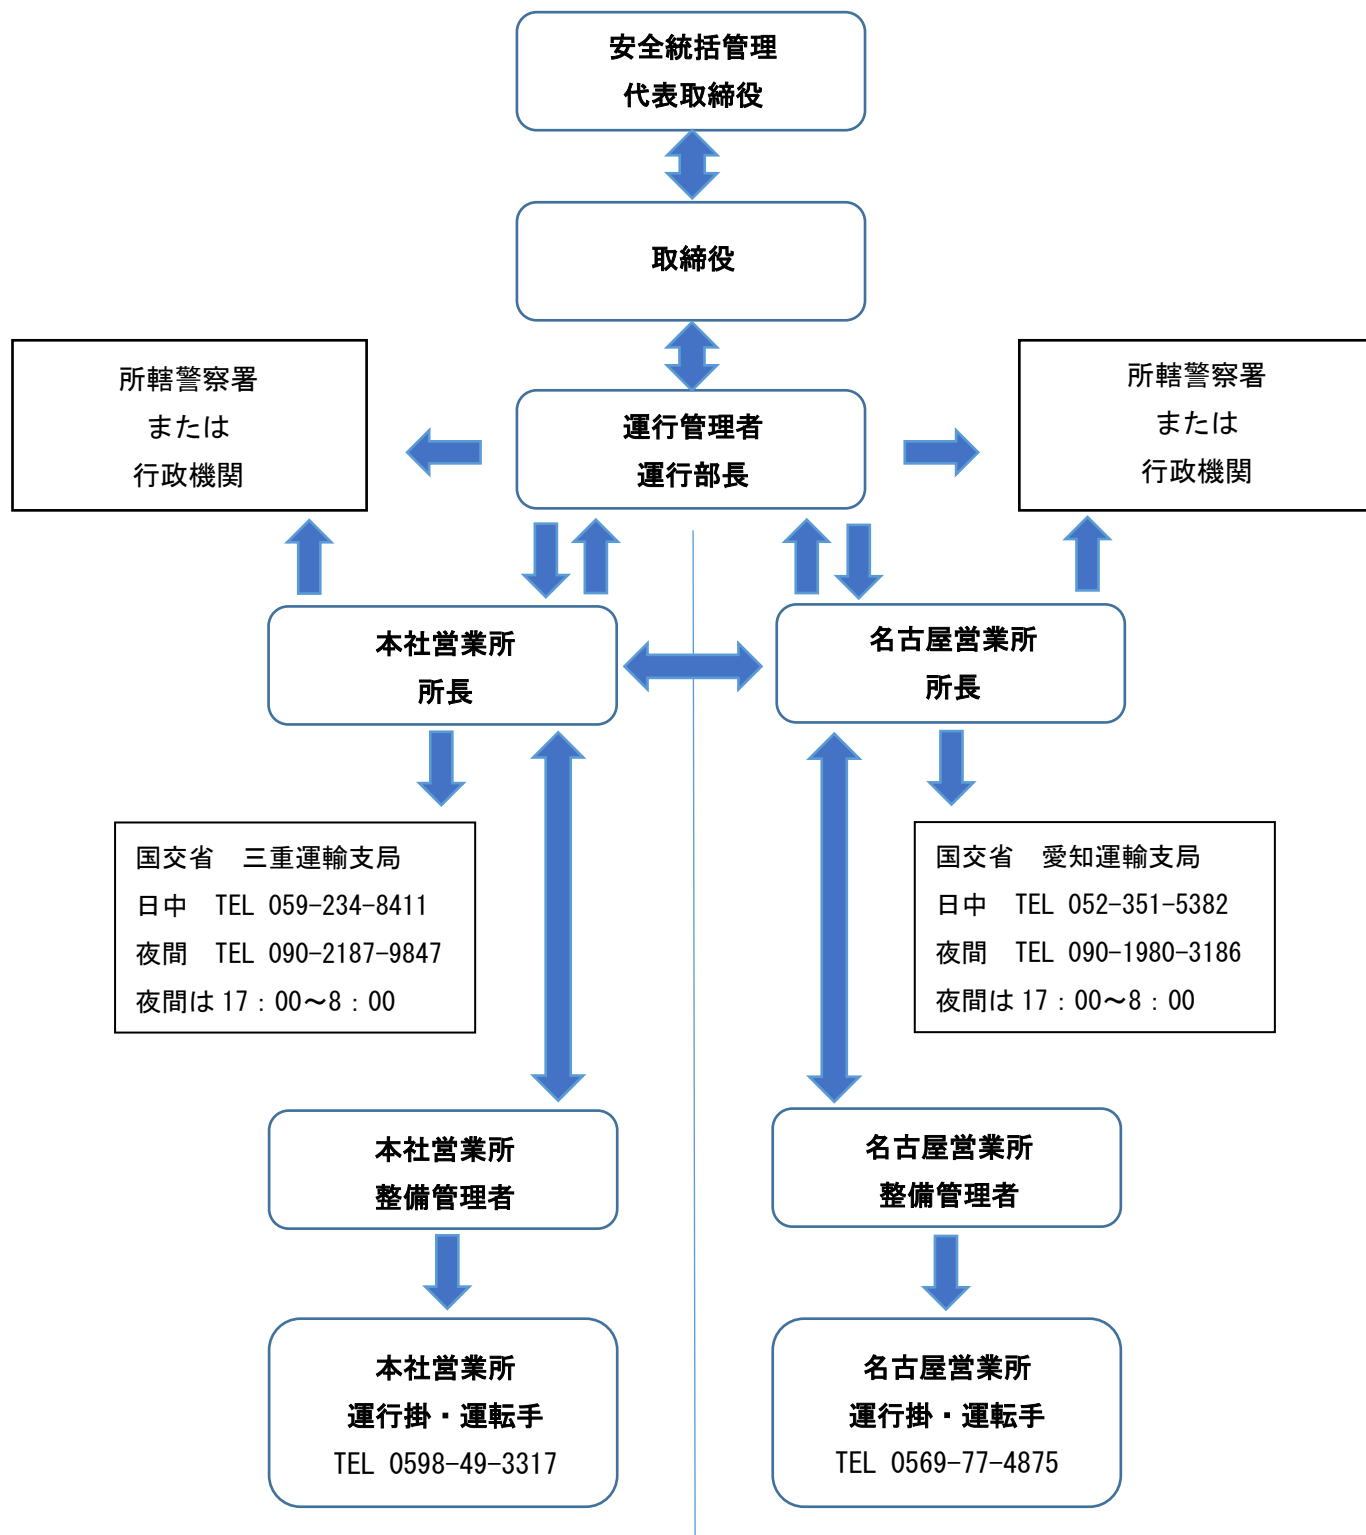 安全統括管理
代表取締役
取締役
所轄警察署
または
行政機関
運行管理者
運行部長
所轄警察署
または
行政機関
本社営業所
所長
名古屋営業所
所長
国交省　三重運輸支局
日中　TEL 059-234-8411
夜間　TEL 090-2187-9847
夜間は 17：00～8：00
国交省　愛知運輸支局
日中　TEL 052-351-5382
夜間　TEL 090-1980-3186
夜間は 17：00～8：00
本社営業所
整備管理者
名古屋営業所
整備管理者
本社営業所
運行掛・運転手
TEL 0598-49-3317
名古屋営業所
運行掛・運転手
TEL 0569-77-4875